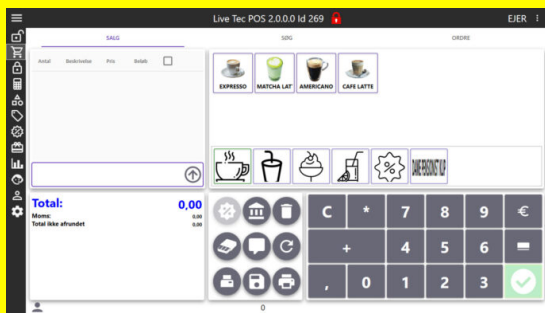 Live Tec POS 2.0.0.0 Id 269
EJER
SALG
SØG
ORDRE
Antal Beskrivelse Pris Beløb
EXPRESSO MATCHA LAT AMERICANO CAFE LATTE
Total: 0,00
Moms: 0,00
Total ikke afrundet 0,00
C * 7 8 9 €
+ 4 5 6
, 0 1 2 3
0